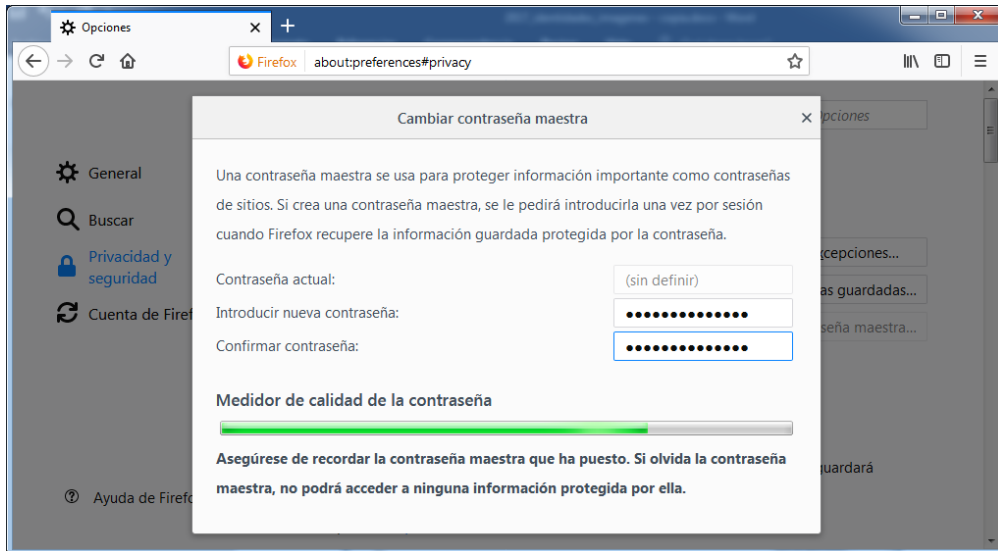 Opciones
Firefox about:preferences#privacy
Opciones
Cambiar contraseña maestra
General
Una contraseña maestra se usa para proteger información importante como contraseñas
de sitios. Si crea una contraseña maestra, se le pedirá introducirla una vez por sesión
cuando Firefox recupere la información guardada protegida por la contraseña.
Buscar
Privacidad y
seguridad
xcepciones...
Contraseña actual: (sin definir)
as guardadas...
Cuenta de Firef
Introducir nueva contraseña: ••••••••••••••
seña maestra...
Confirmar contraseña: ••••••••••••••
Medidor de calidad de la contraseña
Asegúrese de recordar la contraseña maestra que ha puesto. Si olvida la contraseña
maestra, no podrá acceder a ninguna información protegida por ella.
guardará
Ayuda de Firefo